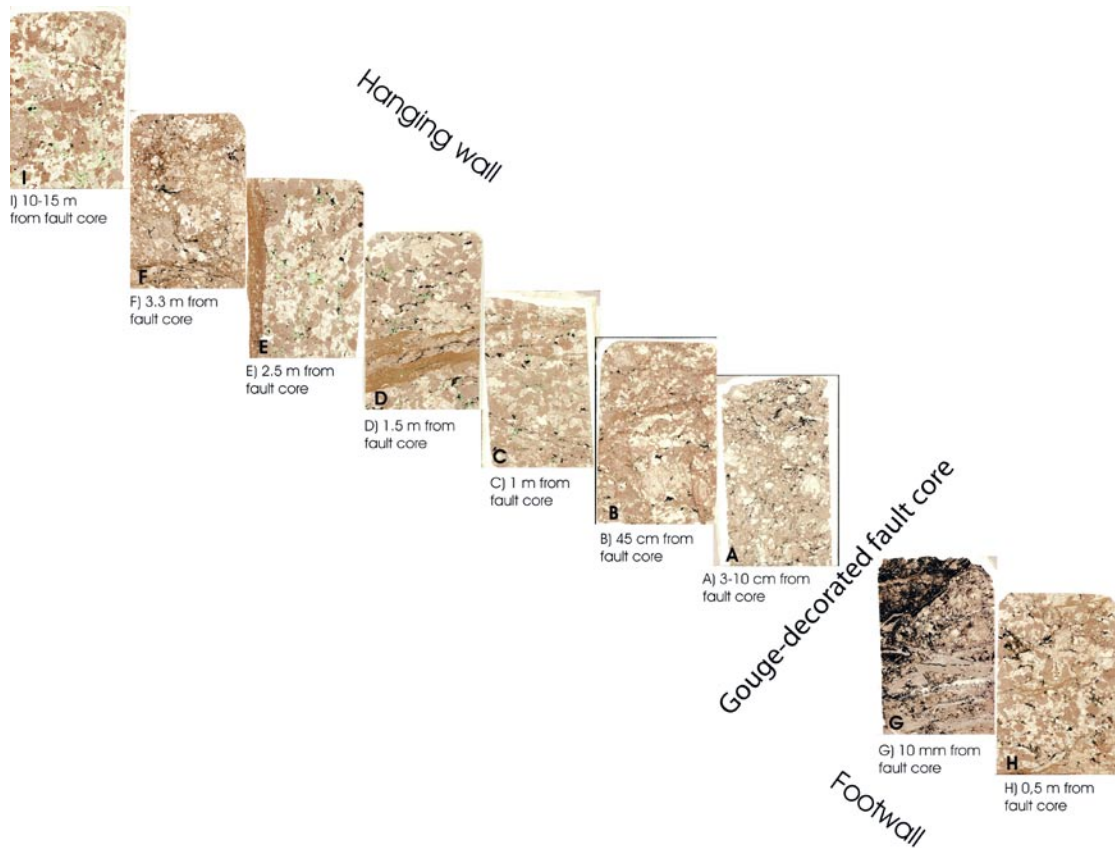 Hanging wall
I
I) 10-15 m
from fault core
F
F) 3.3 m from
fault core
E
E) 2.5 m from
fault core
D
D) 1.5 m from
fault core
C
C) 1 m from
fault core
B
B) 45 cm from
fault core
A
A) 3-10 cm from
fault core
Gouge-decorated fault core
G
G) 10 mm from
fault core
H
H) 0,5 m from
fault core
Footwall